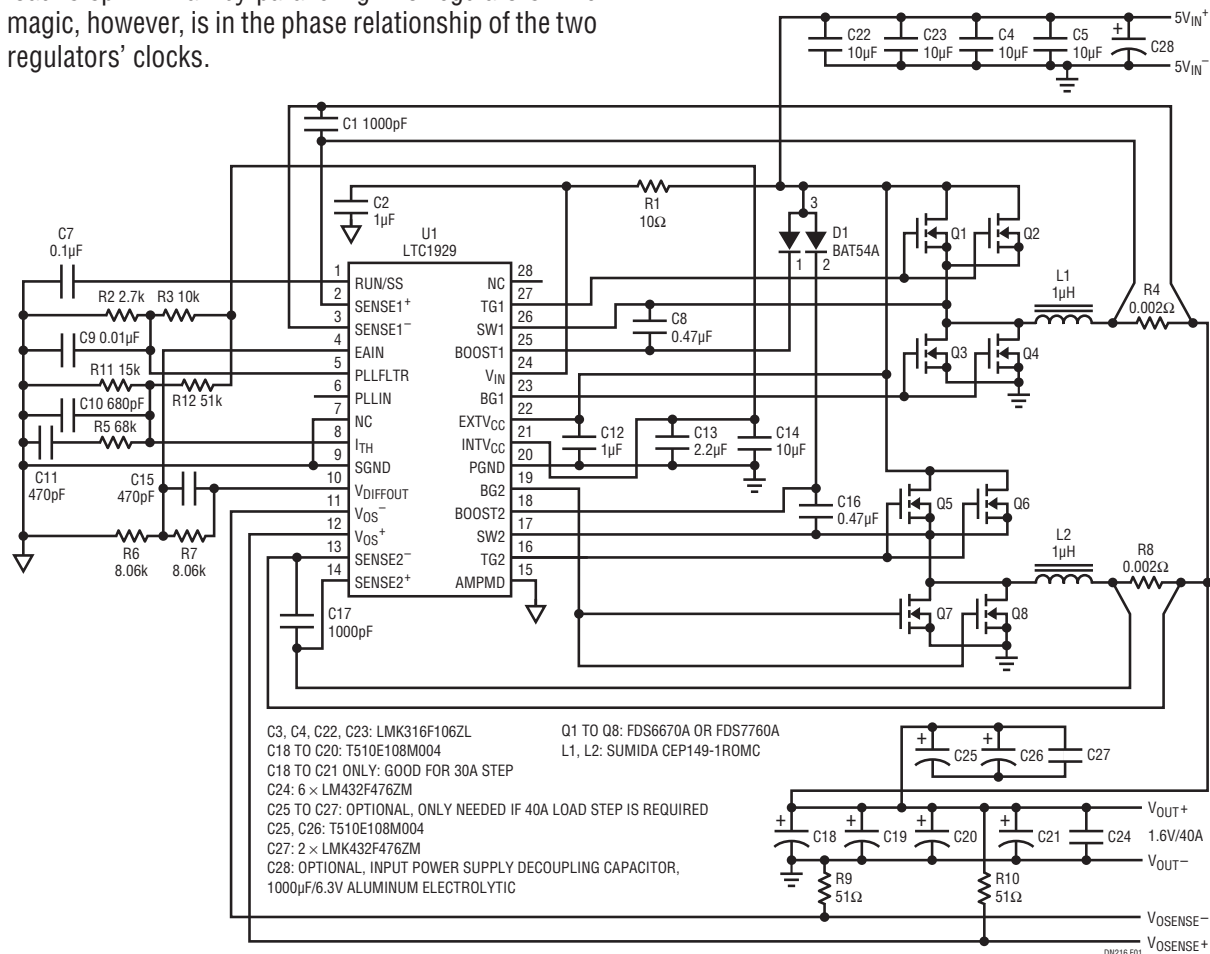 magic, however, is in the phase relationship of the two
regulators’ clocks.
5VIN+
C22
10µF
C23
10µF
C4
10µF
C5
10µF
+
C28
5VIN−
C1 1000pF
C2
1µF
R1
10Ω
3
D1
BAT54A
1
2
Q1
Q2
L1
1µH
R4
0.002Ω
C7
0.1µF
R2 2.7k
R3 10k
C9 0.01µF
R11 15k
R12 51k
C10 680pF
R5 68k
C11
470pF
C15
470pF
R6
8.06k
R7
8.06k
U1
LTC1929
1 RUN/SS
2 SENSE1+
3 SENSE1−
4 EAIN
5 PLLFLTR
6 PLLIN
7 NC
8 ITH
9 SGND
10 VDIFFOUT
11 VOS−
12 VOS+
13 SENSE2−
14 SENSE2+
NC 28
TG1 27
SW1 26
BOOST1 25
VIN 24
BG1 23
EXTVCC 22
INTVCC 21
PGND 20
BG2 19
BOOST2 18
SW2 17
TG2 16
AMPMD 15
C8
0.47µF
Q3
Q4
C12
1µF
C13
2.2µF
C14
10µF
C16
0.47µF
Q5
Q6
L2
1µH
R8
0.002Ω
Q7
Q8
C17
1000pF
C3, C4, C22, C23: LMK316F106ZL
C18 TO C20: T510E108M004
C18 TO C21 ONLY: GOOD FOR 30A STEP
C24: 6 × LM432F476ZM
C25 TO C27: OPTIONAL, ONLY NEEDED IF 40A LOAD STEP IS REQUIRED
C25, C26: T510E108M004
C27: 2 × LMK432F476ZM
C28: OPTIONAL, INPUT POWER SUPPLY DECOUPLING CAPACITOR,
1000µF/6.3V ALUMINUM ELECTROLYTIC
Q1 TO Q8: FDS6670A OR FDS7760A
L1, L2: SUMIDA CEP149-1ROMC
+
C25
+
C26
C27
+
C18
+
C19
+
C20
+
C21
C24
VOUT+
1.6V/40A
VOUT−
R9
51Ω
R10
51Ω
VOSENSE−
VOSENSE+
DN216 F01